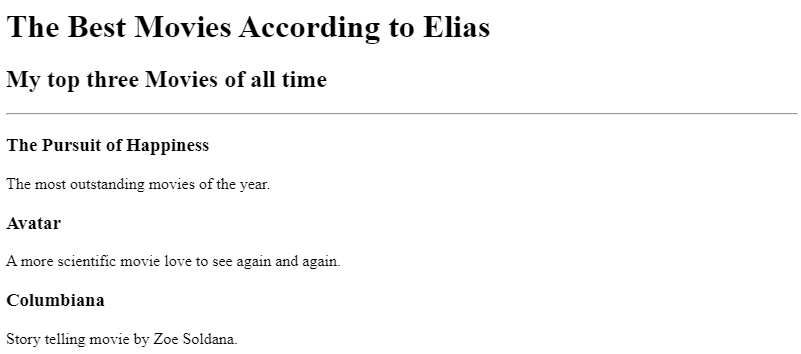 The Best Movies According to Elias
My top three Movies of all time
The Pursuit of Happiness
The most outstanding movies of the year.
Avatar
A more scientific movie love to see again and again.
Columbiana
Story telling movie by Zoe Soldana.